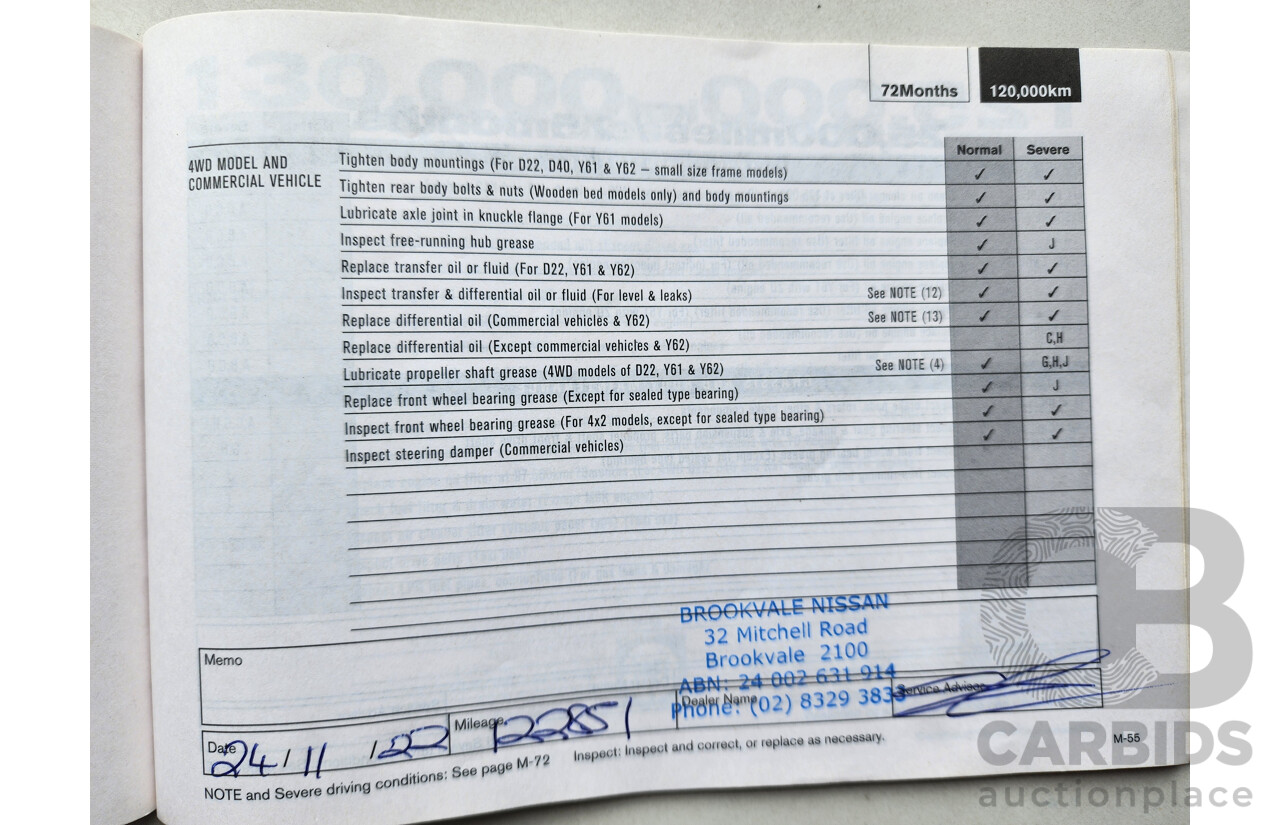 72Months 120,000km
Normal Severe
4WD MODEL AND
COMMERCIAL VEHICLE
Tighten body mountings (For D22, D40, Y61 & Y62 – small size frame models) ✓ ✓
Tighten rear body bolts & nuts (Wooden bed models only) and body mountings ✓ ✓
Lubricate axle joint in knuckle flange (For Y61 models) ✓ ✓
Inspect free-running hub grease ✓ J
Replace transfer oil or fluid (For D22, Y61 & Y62) ✓ ✓
Inspect transfer & differential oil or fluid (For level & leaks) See NOTE (12) ✓ ✓
Replace differential oil (Commercial vehicles & Y62) See NOTE (13) ✓ ✓
Replace differential oil (Except commercial vehicles & Y62) C,H
Lubricate propeller shaft grease (4WD models of D22, Y61 & Y62) See NOTE (4) ✓ G,H,J
Replace front wheel bearing grease (Except for sealed type bearing) ✓ J
Inspect front wheel bearing grease (For 4x2 models, except for sealed type bearing) ✓ ✓
Inspect steering damper (Commercial vehicles) ✓ ✓
BROOKVALE NISSAN
32 Mitchell Road
Brookvale 2100
ABN: 24 002 631 914
Phone: (02) 8329 3833
Memo
Date 24/11/22 Mileage 122851 Dealer Name Service Advisor
NOTE and Severe driving conditions: See page M-72 Inspect: Inspect and correct, or replace as necessary.
M-55
CARBIDS
auctionplace